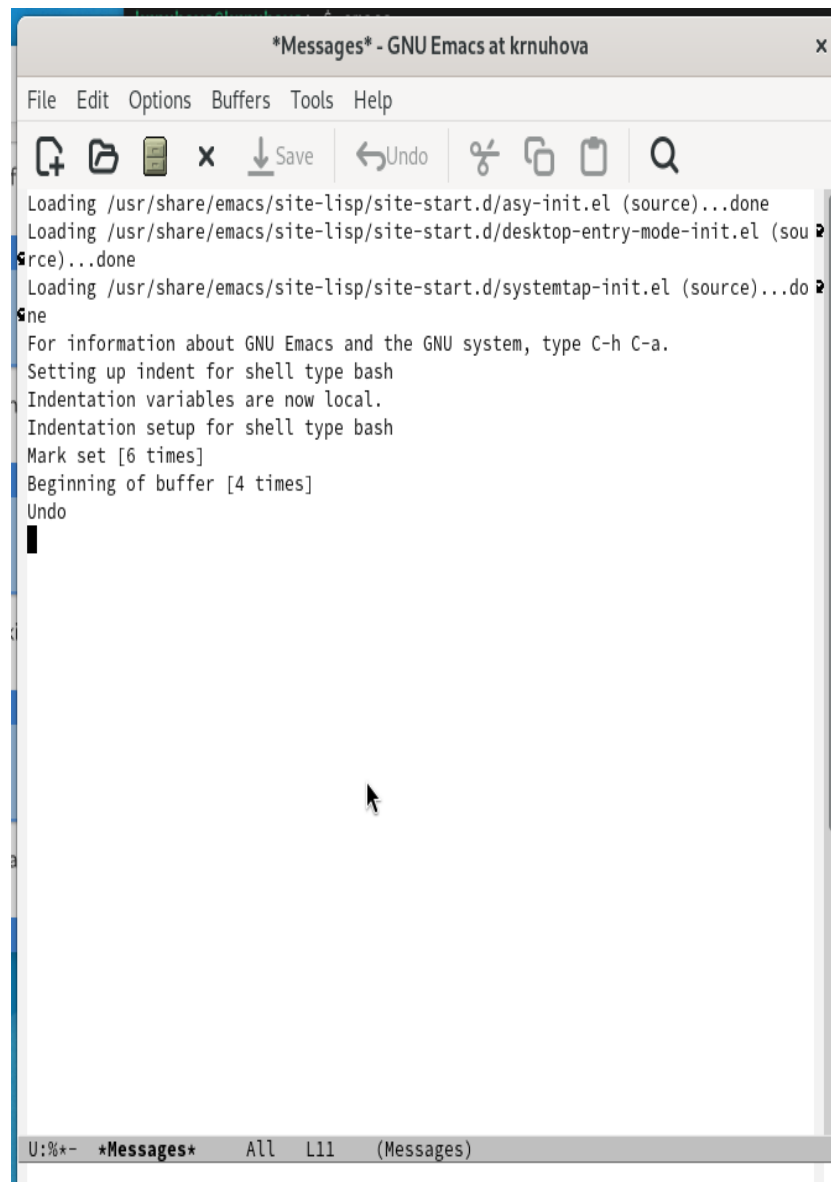 *Messages* - GNU Emacs at krnuhova
File Edit Options Buffers Tools Help
Save Undo
Loading /usr/share/emacs/site-lisp/site-start.d/asy-init.el (source)...done
Loading /usr/share/emacs/site-lisp/site-start.d/desktop-entry-mode-init.el (sou
rce)...done
Loading /usr/share/emacs/site-lisp/site-start.d/systemtap-init.el (source)...do
ne
For information about GNU Emacs and the GNU system, type C-h C-a.
Setting up indent for shell type bash
Indentation variables are now local.
Indentation setup for shell type bash
Mark set [6 times]
Beginning of buffer [4 times]
Undo
U:%*- *Messages* All L11 (Messages)